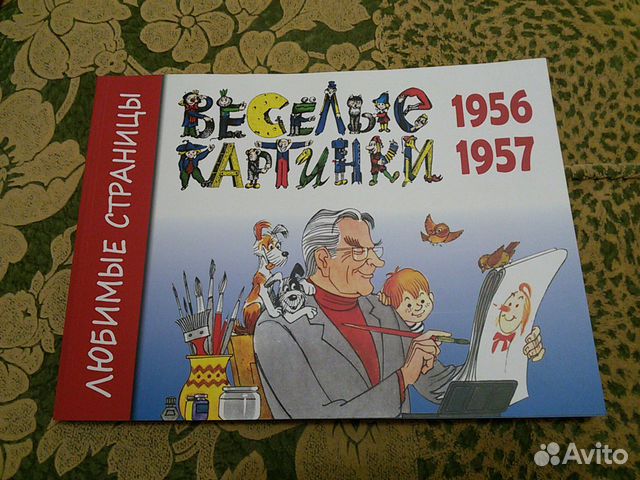 ЛЮБИМЫЕ СТРАНИЦЫ
ВЕСЁЛЫЕ
КАРТИНКИ
1956
1957
Avito